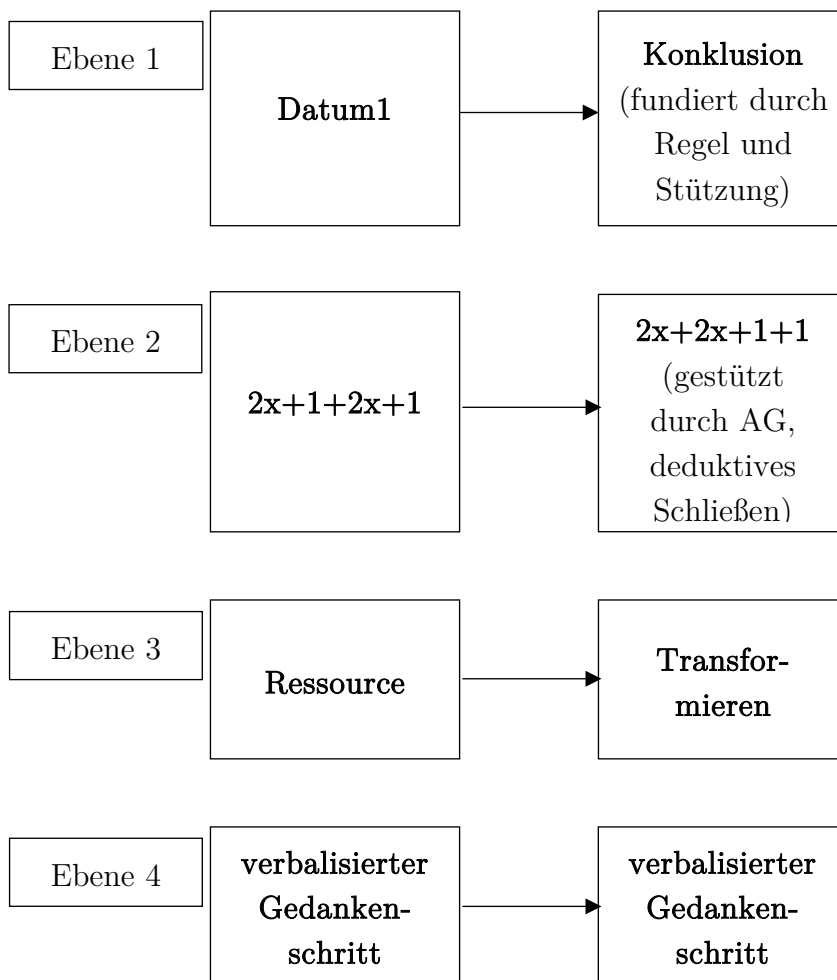 Ebene 1
Datum1
Konklusion
(fundiert durch
Regel und
Stützung)
Ebene 2
2x+1+2x+1
2x+2x+1+1
(gestützt
durch AG,
deduktives
Schließen)
Ebene 3
Ressource
Transfor-
mieren
Ebene 4
verbalisierter
Gedanken-
schritt
verbalisierter
Gedanken-
schritt